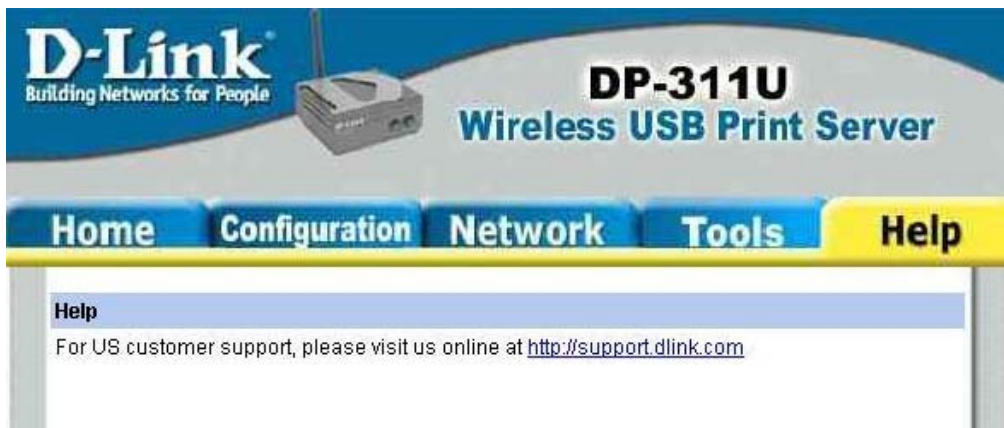 D-Link
Building Networks for People
DP-311U
Wireless USB Print Server
Home Configuration Network Tools Help
Help
For US customer support, please visit us online at http://support.dlink.com